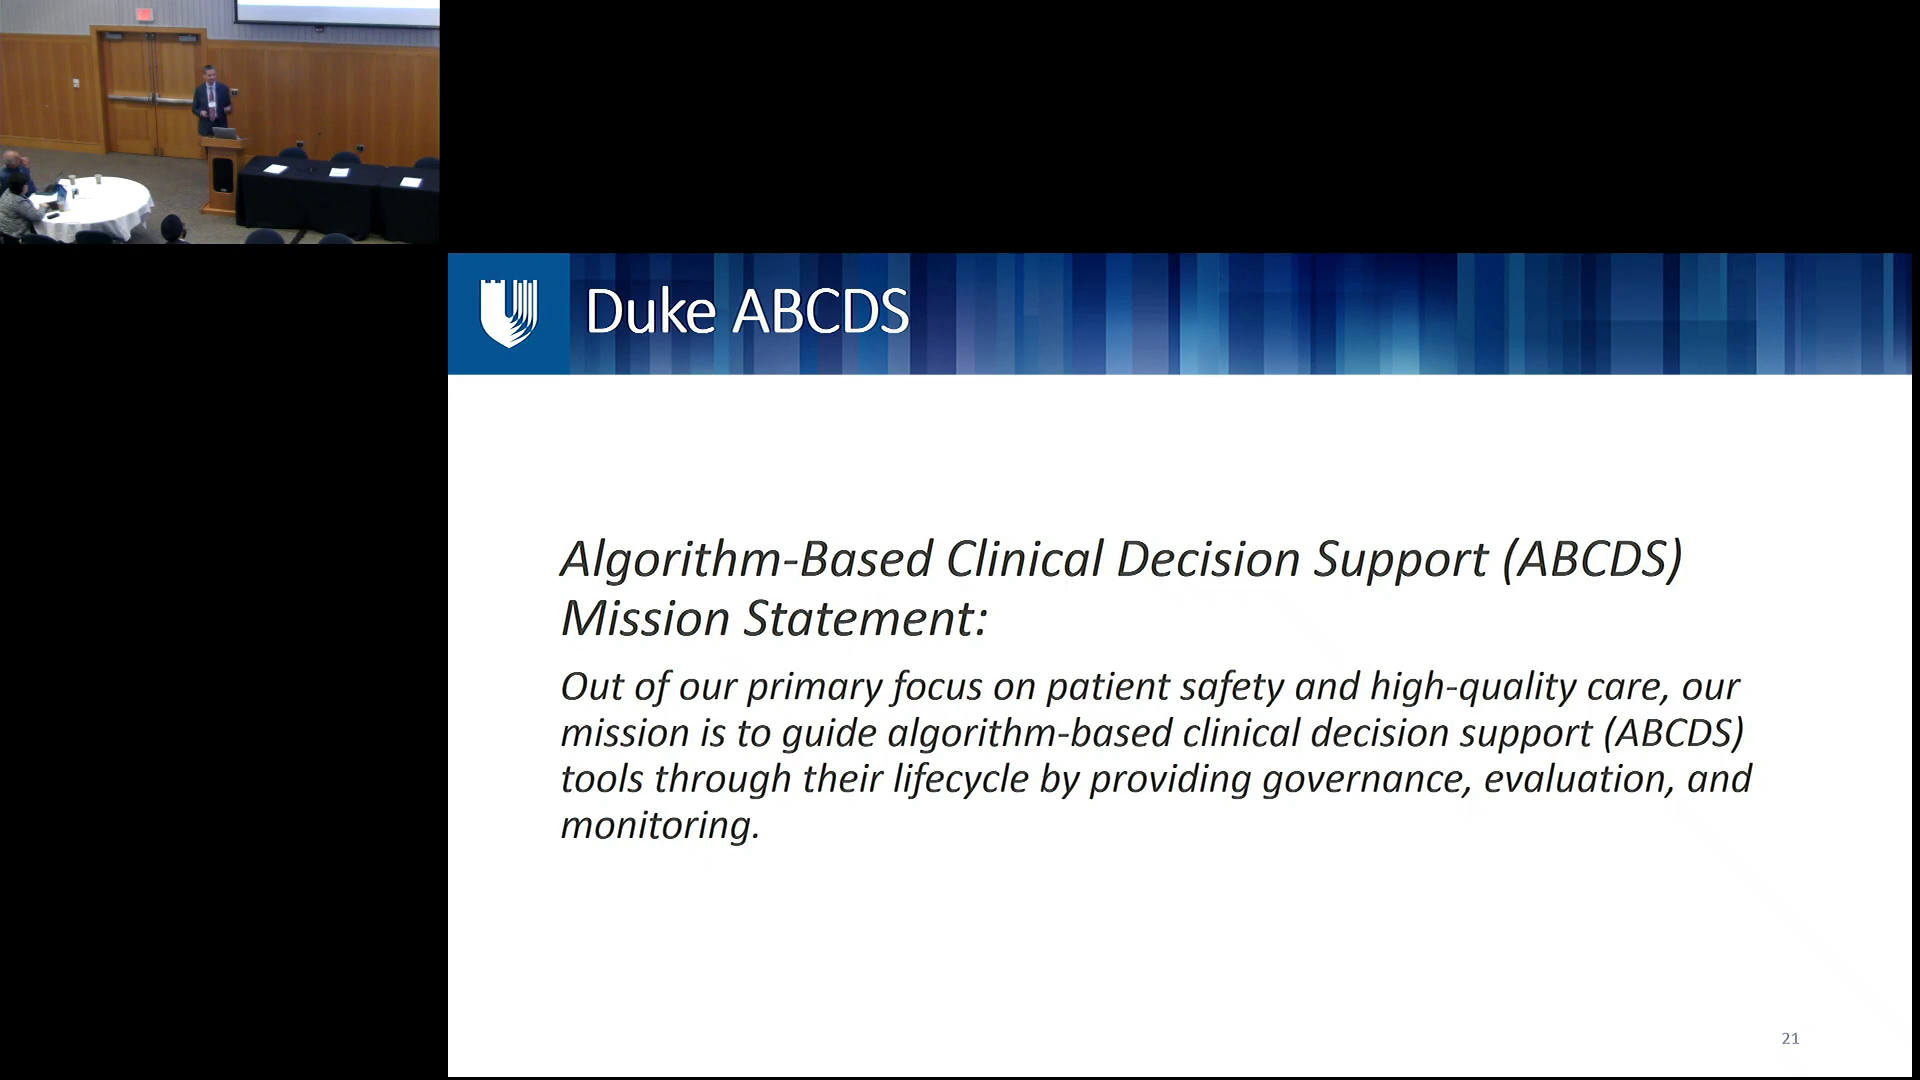 Duke ABCDS
Algorithm-Based Clinical Decision Support (ABCDS)
Mission Statement:
Out of our primary focus on patient safety and high-quality care, our
mission is to guide algorithm-based clinical decision support (ABCDS)
tools through their lifecycle by providing governance, evaluation, and
monitoring.
21